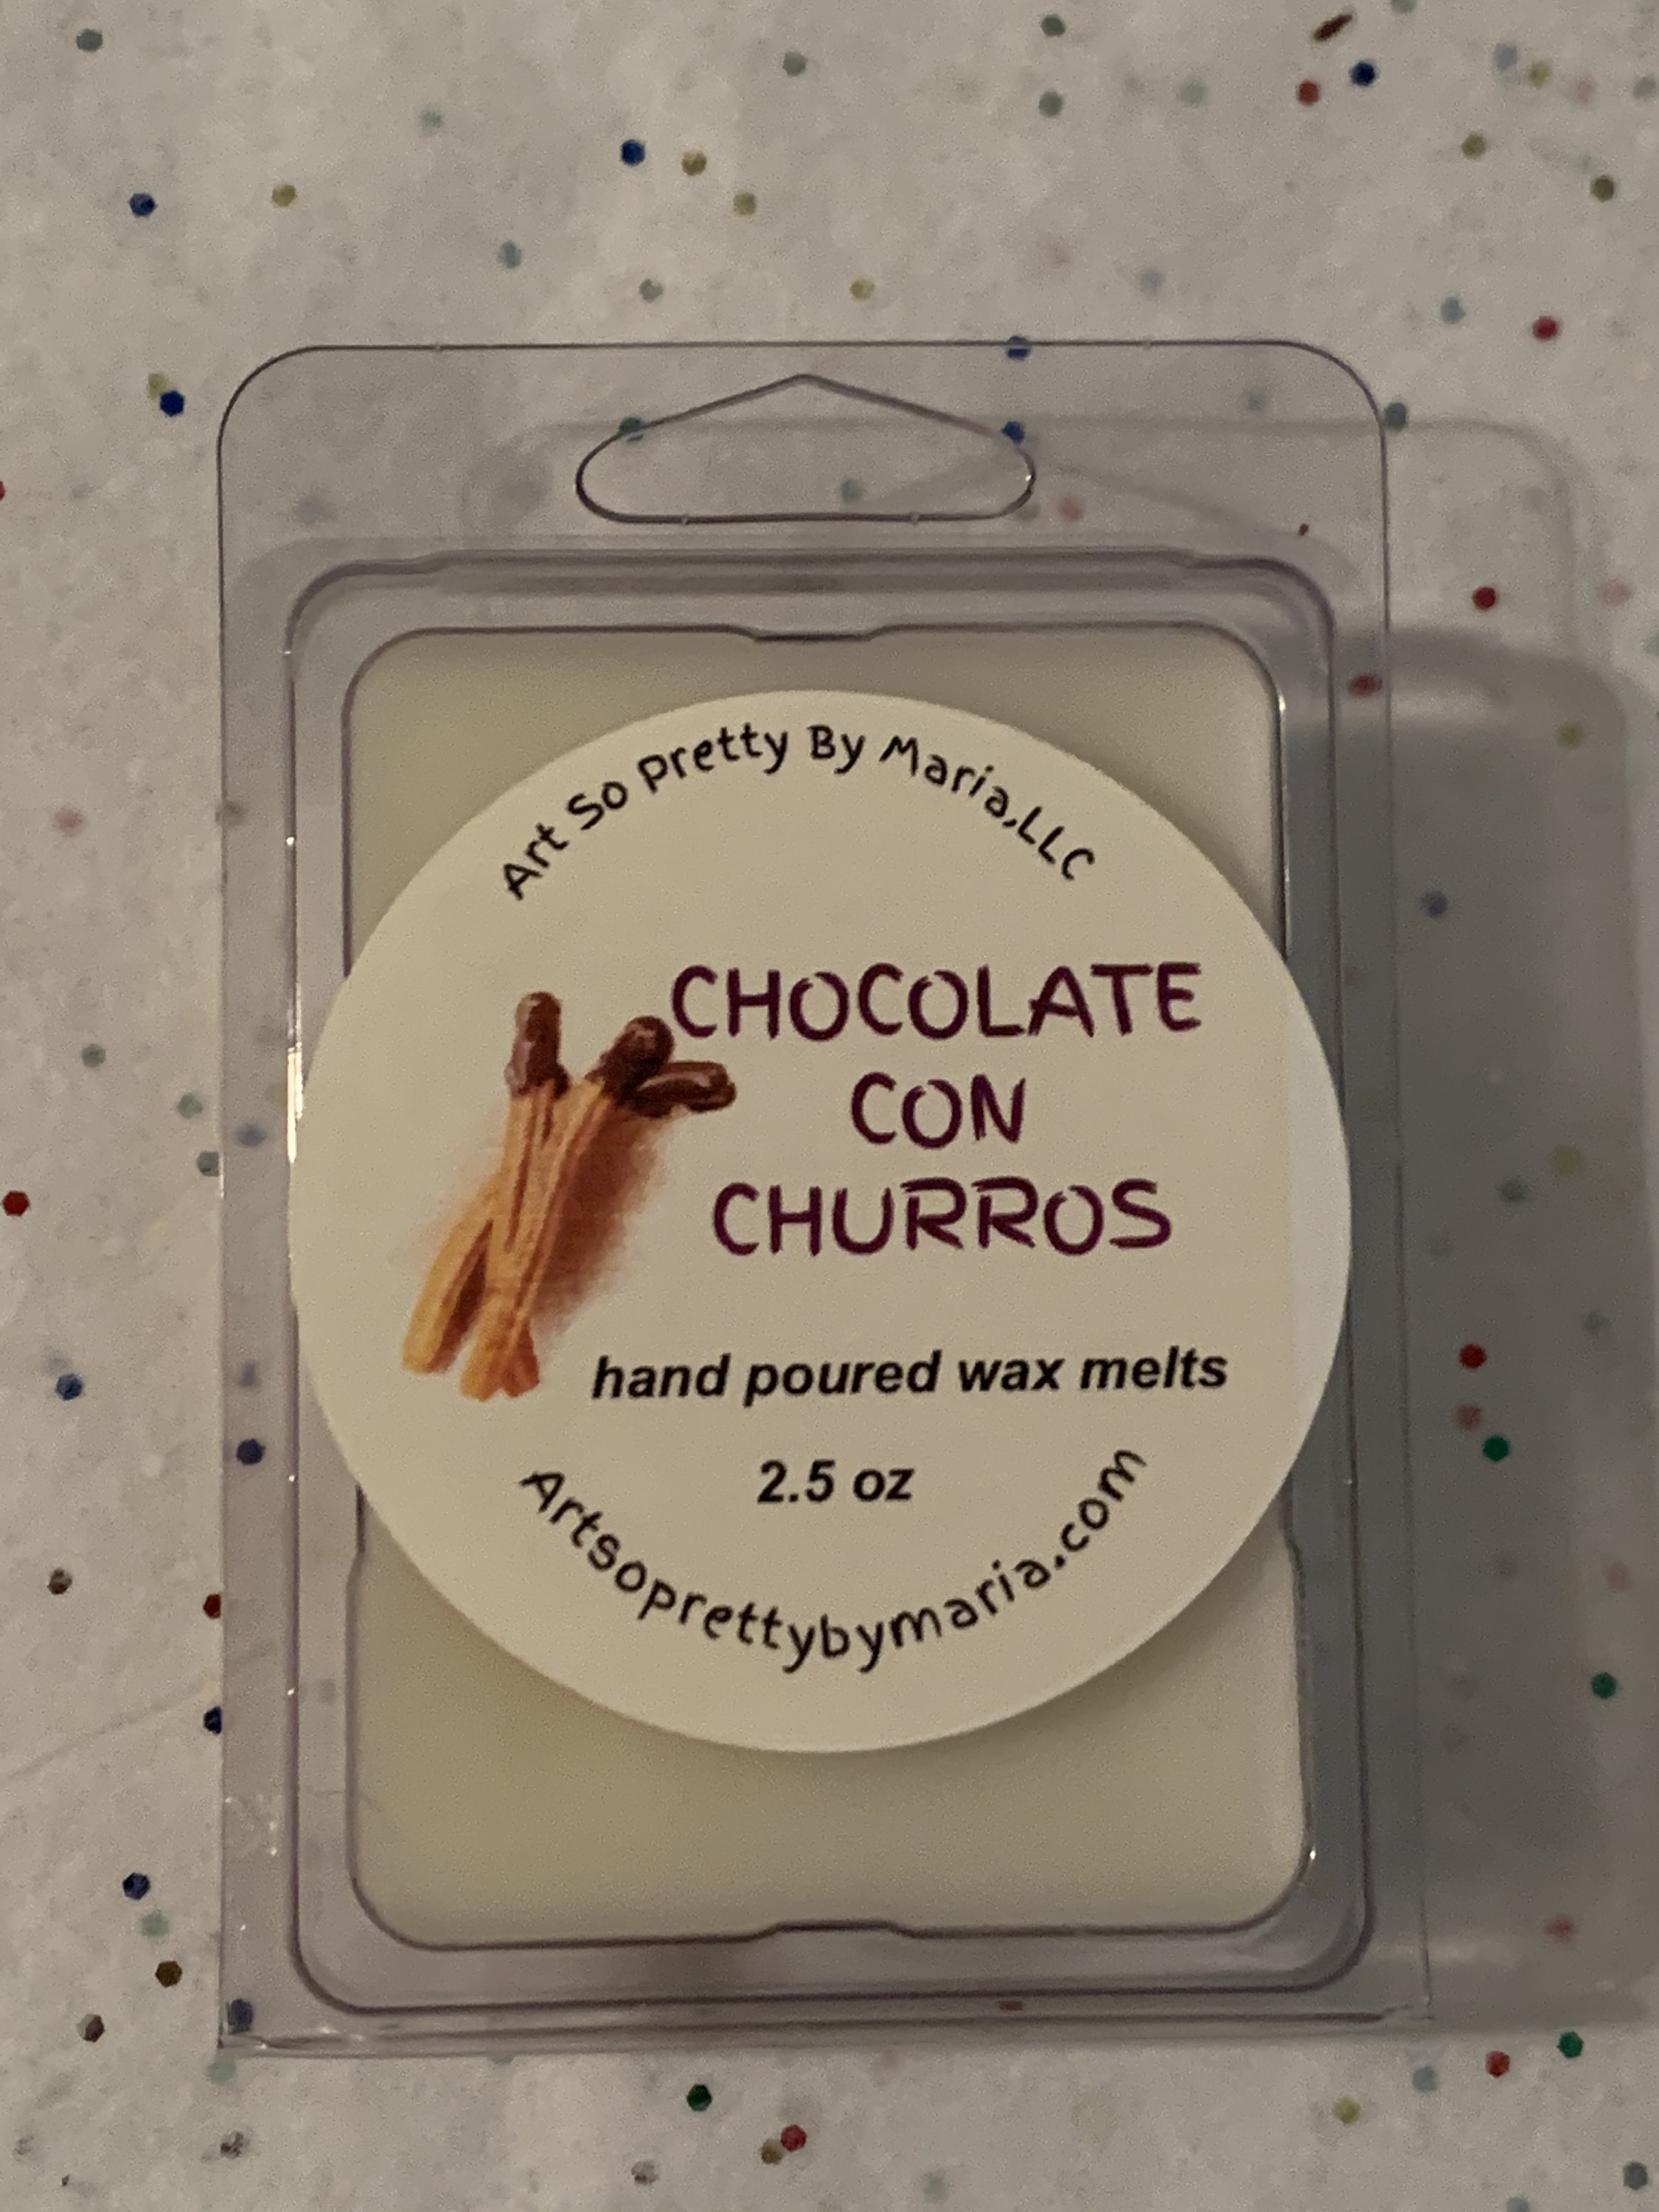 Art So Pretty By Maria,LLC
CHOCOLATE
CON
CHURROS
hand poured wax melts
2.5 oz
Artsoprettybymaria.com